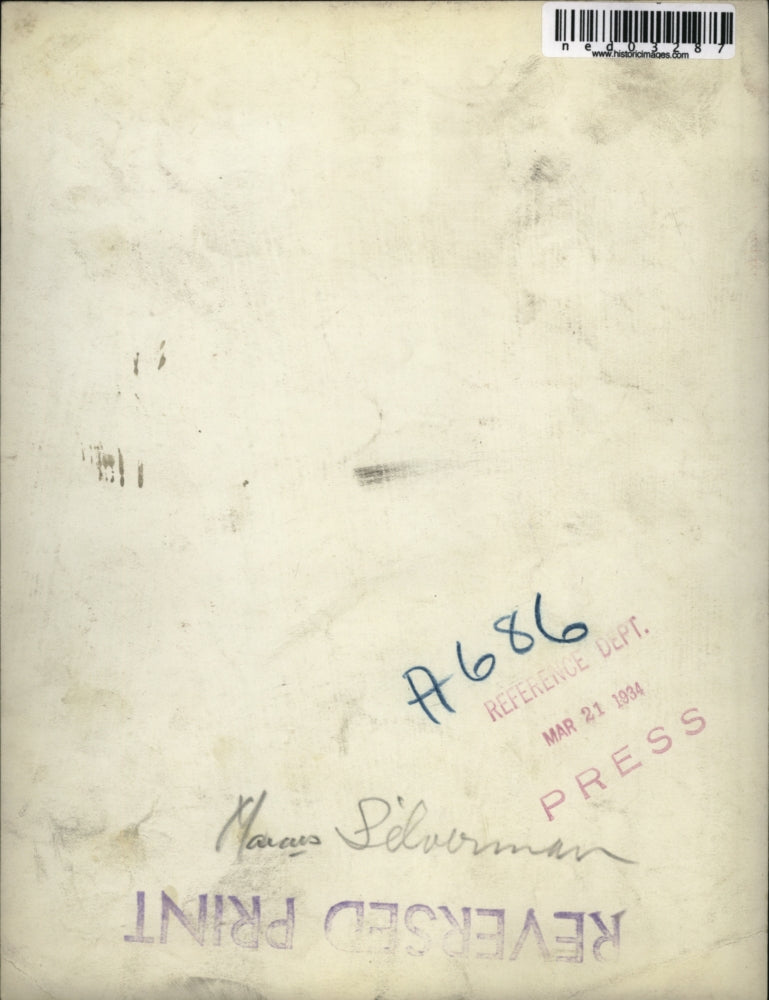 ned03287
www.historicimages.com
A686
REFERENCE DEPT.
MAR 21 1934
PRESS
Marcus Silverman
REVERSED PRINT